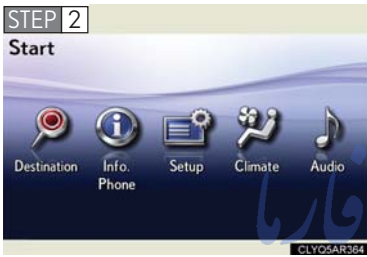 STEP 2
Start
Destination
Info.
Phone
Setup
Climate
Audio
فارما
CLYQ5AR364